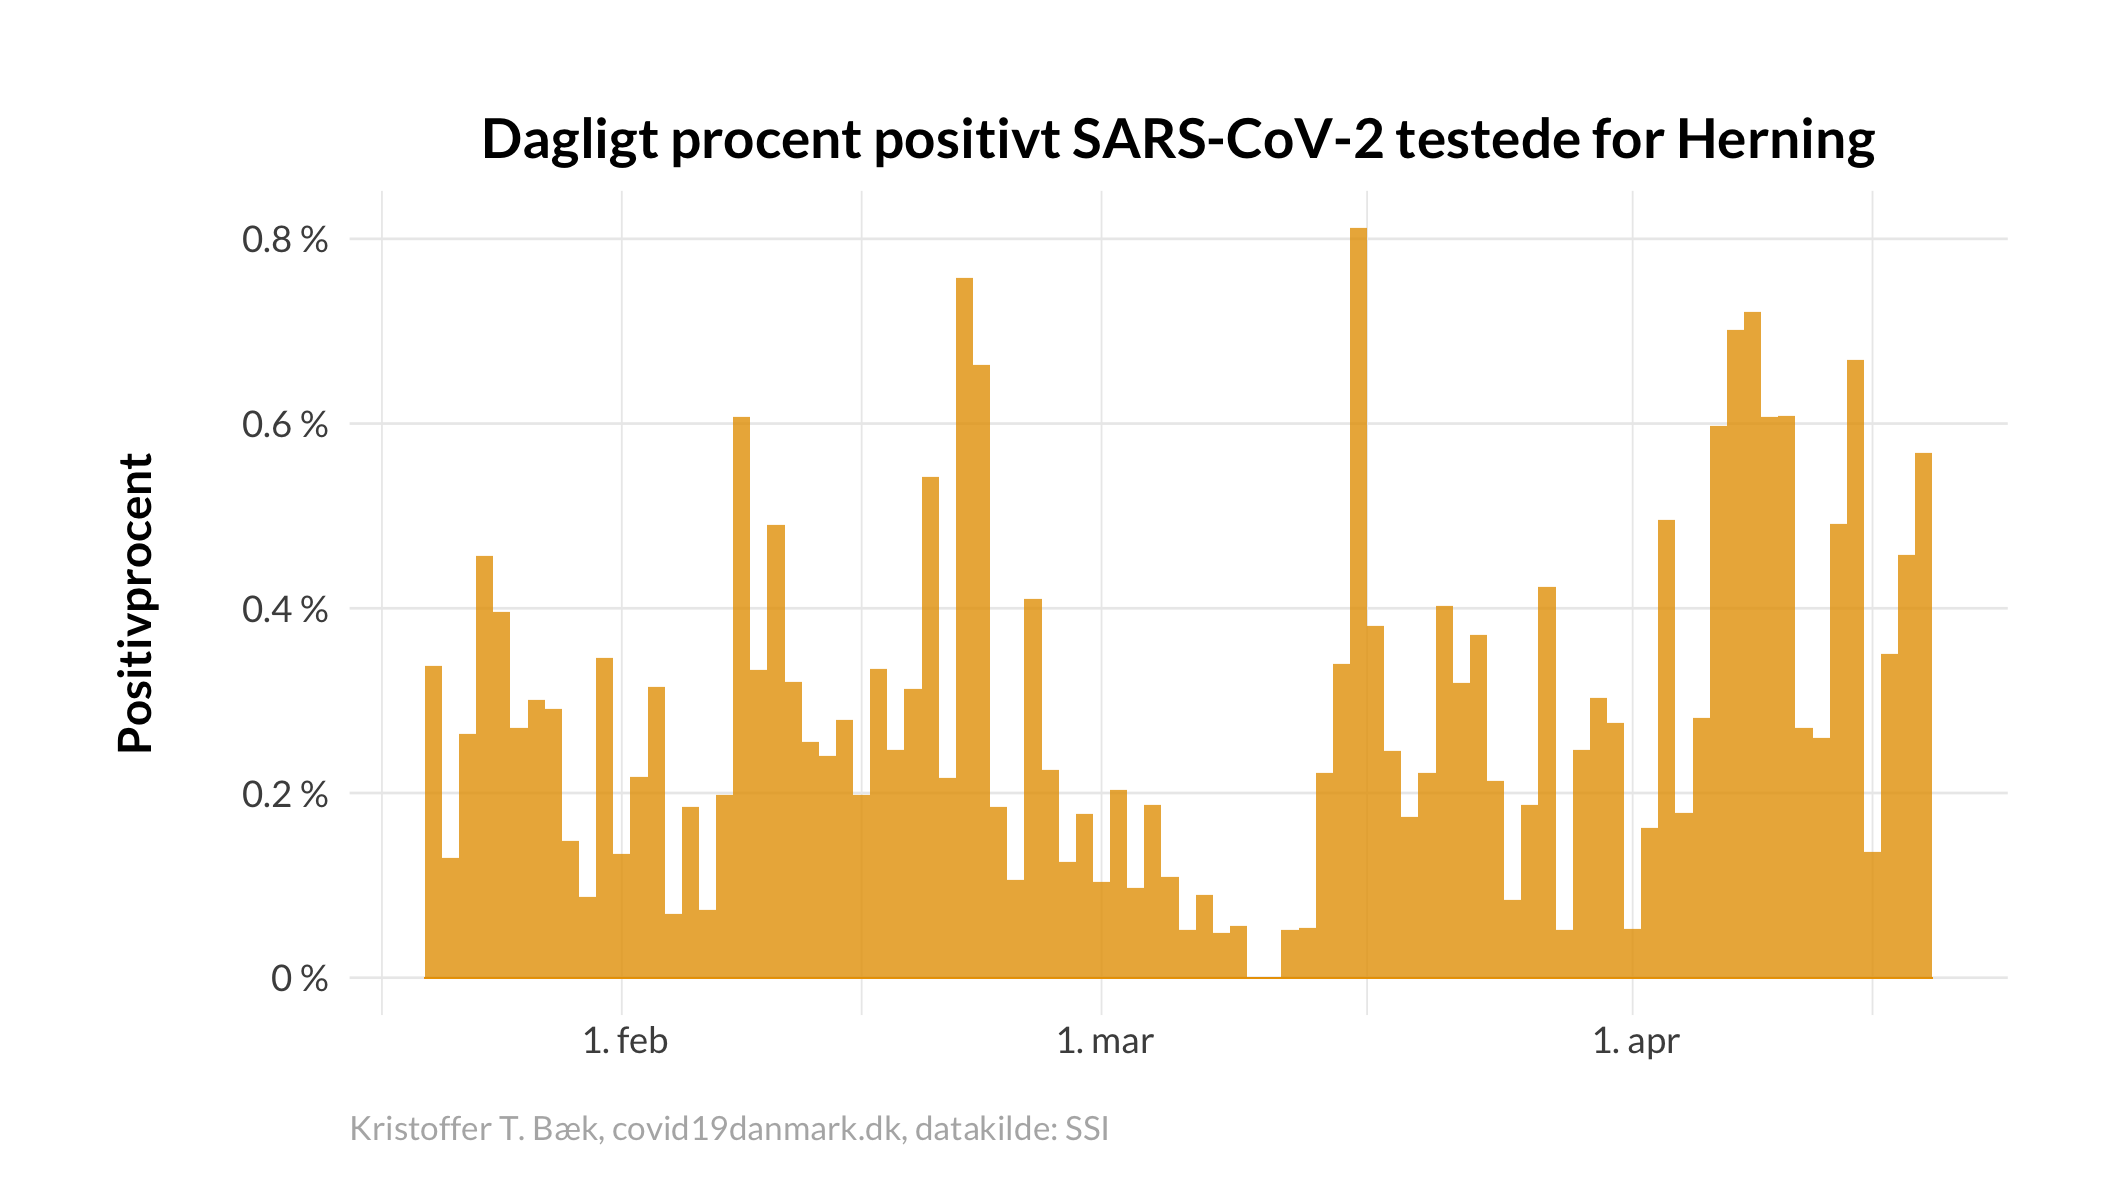 Dagligt procent positivt SARS-CoV-2 testede for Herning
Positivprocent
0.8 %
0.6 %
0.4 %
0.2 %
0 %
1. feb
1. mar
1. apr
Kristoffer T. Bæk, covid19danmark.dk, datakilde: SSI